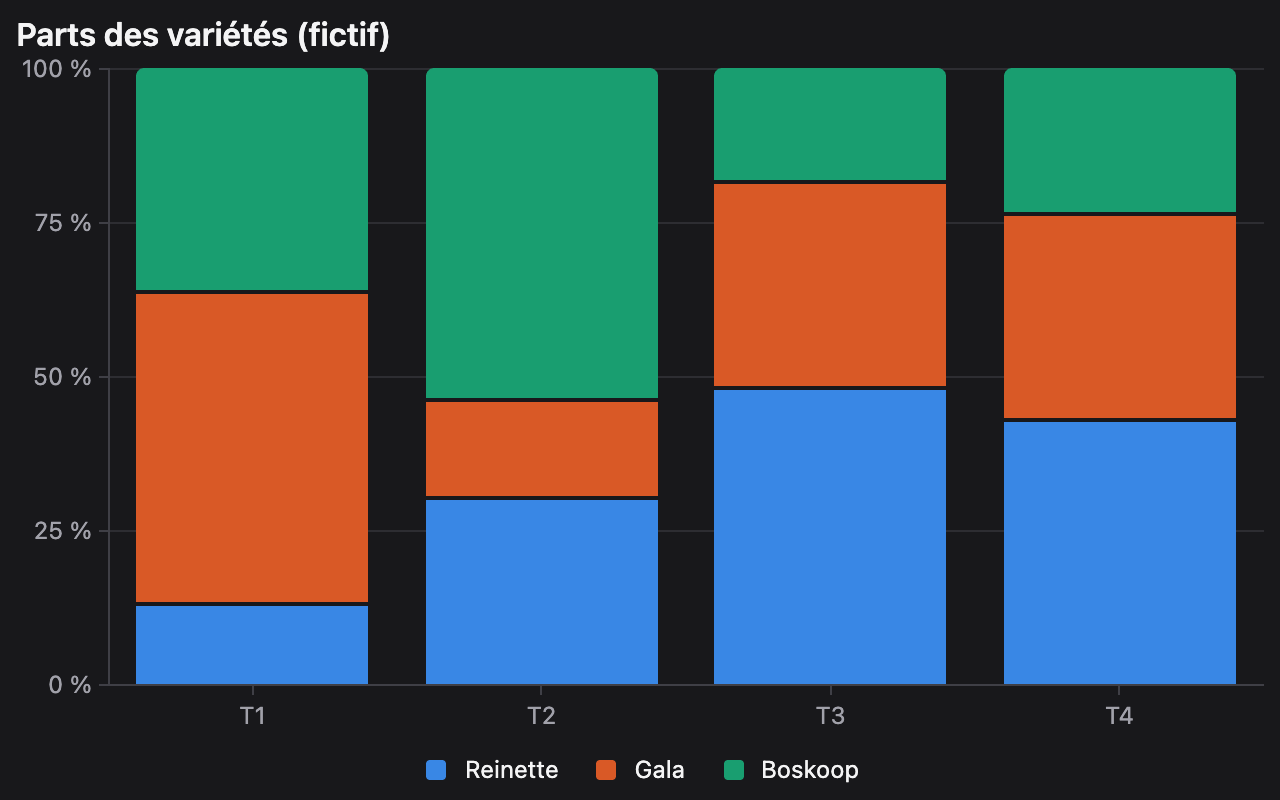 Parts des variétés (fictif)
100 %
75 %
50 %
25 %
0 %
T1 T2 T3 T4
Reinette Gala Boskoop